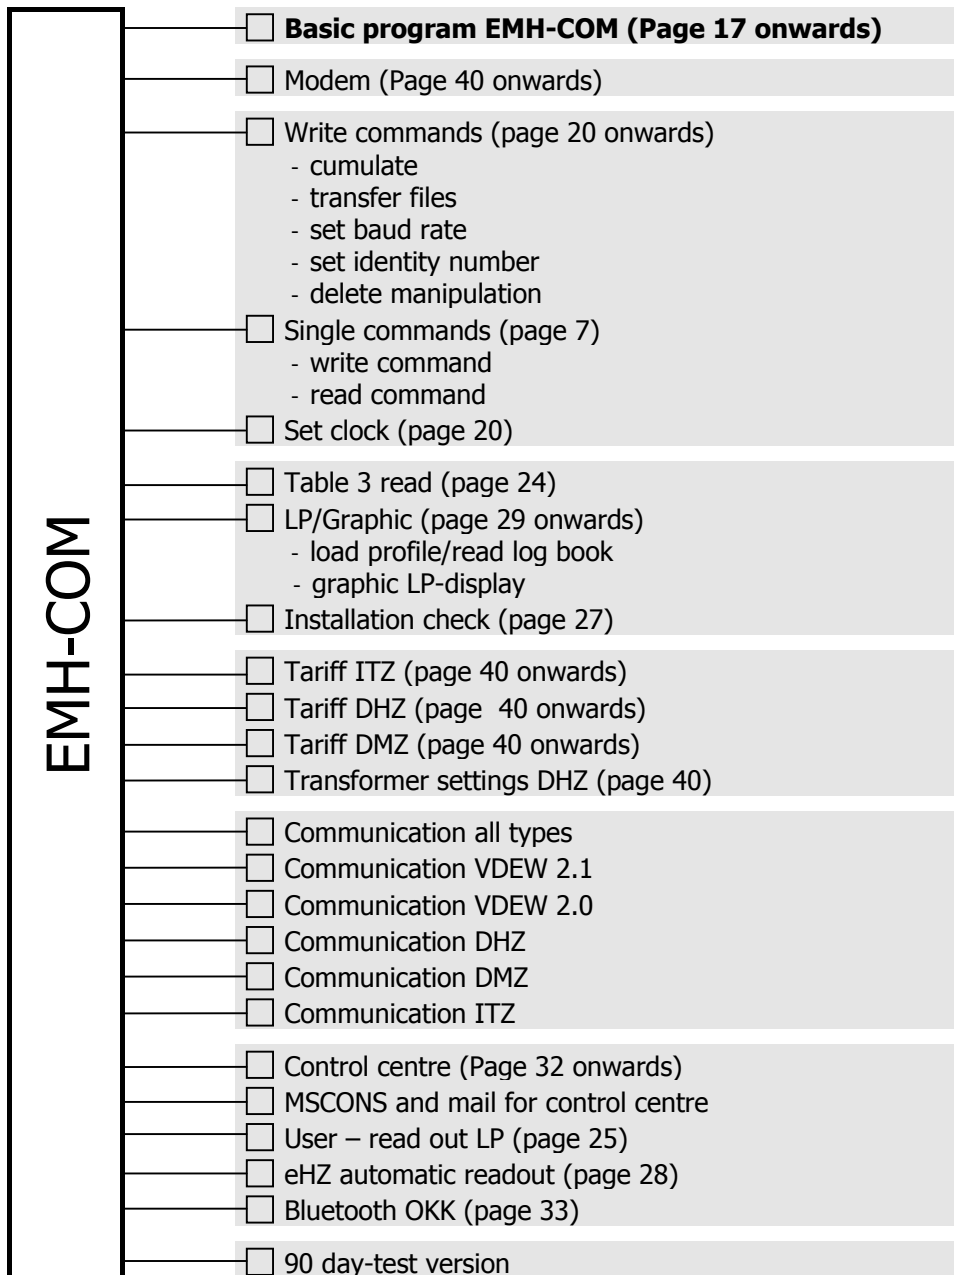 EMH-COM
Basic program EMH-COM (Page 17 onwards)
Modem (Page 40 onwards)
Write commands (page 20 onwards)
- cumulate
- transfer files
- set baud rate
- set identity number
- delete manipulation
Single commands (page 7)
- write command
- read command
Set clock (page 20)
Table 3 read (page 24)
LP/Graphic (page 29 onwards)
- load profile/read log book
- graphic LP-display
Installation check (page 27)
Tariff ITZ (page 40 onwards)
Tariff DHZ (page  40 onwards)
Tariff DMZ (page 40 onwards)
Transformer settings DHZ (page 40)
Communication all types
Communication VDEW 2.1
Communication VDEW 2.0
Communication DHZ
Communication DMZ
Communication ITZ
Control centre (Page 32 onwards)
MSCONS and mail for control centre
User – read out LP (page 25)
eHZ automatic readout (page 28)
Bluetooth OKK (page 33)
90 day-test version